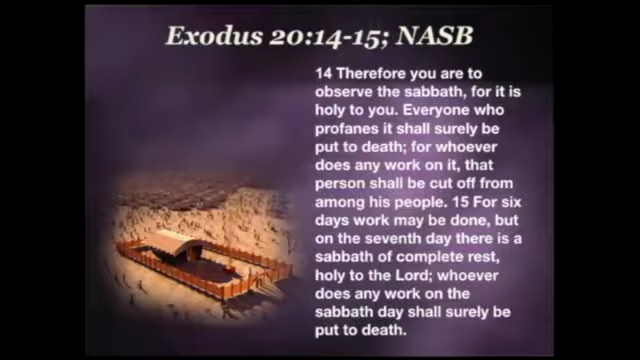 Exodus 20:14-15; NASB
14 Therefore you are to
observe the sabbath, for it is
holy to you. Everyone who
profanes it shall surely be
put to death; for whoever
does any work on it, that
person shall be cut off from
among his people. 15 For six
days work may be done, but
on the seventh day there is a
sabbath of complete rest,
holy to the Lord; whoever
does any work on the
sabbath day shall surely be
put to death.